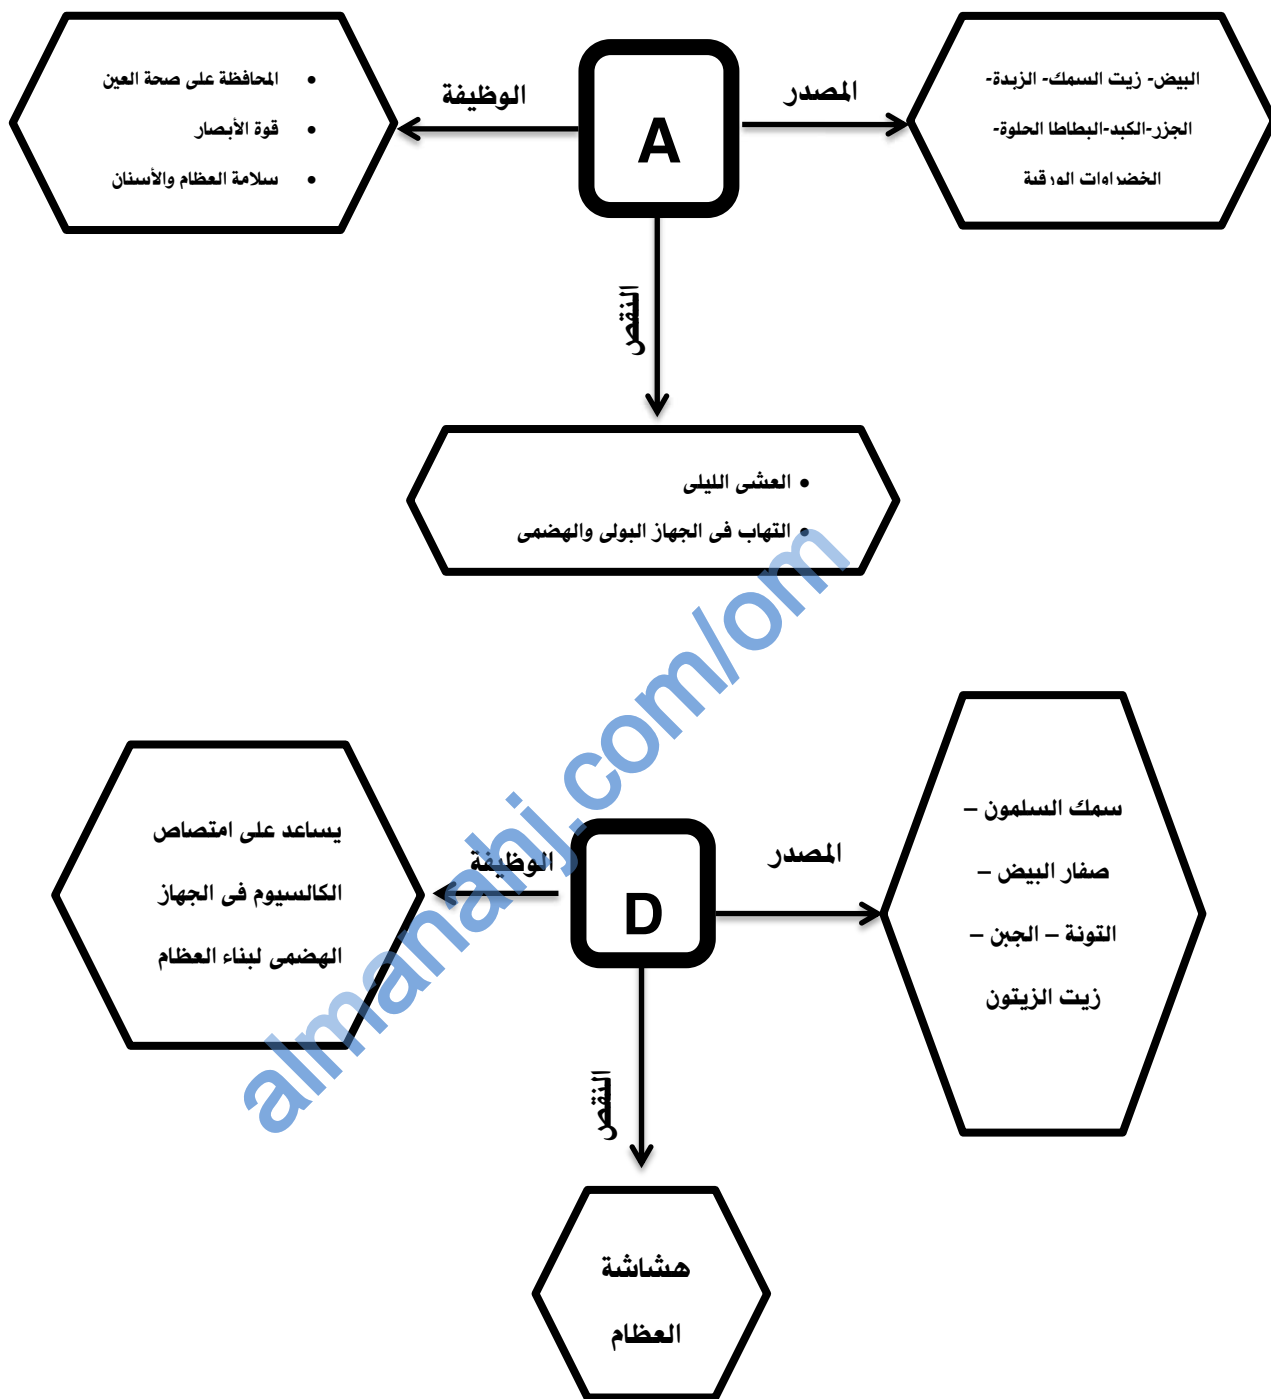 البيض- زيت السمك- الزبدة-
الجزر-الكبد-البطاطا الحلوة-
الخضراوات الورقية
المصدر
A
الوظيفة
• المحافظة على صحة العين
• قوة الأبصار
• سلامة العظام والأسنان
النقص
• العشى الليلى
• التهاب فى الجهاز البولى والهضمى
سمك السلمون –
صفار البيض –
التونة – الجبن –
زيت الزيتون
المصدر
D
الوظيفة
يساعد على امتصاص
الكالسيوم فى الجهاز
الهضمى لبناء العظام
النقص
هشاشة
العظام
almanahj.com/om